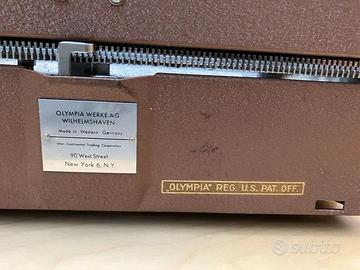 OLYMPIA WERKE AG
WILHELMSHAVEN
Made in Western Germany
Inter-Continental Trading Corporation
90 West Street
New York 6, N.Y.
„OLYMPIA” REG. U.S. PAT. OFF.
subito